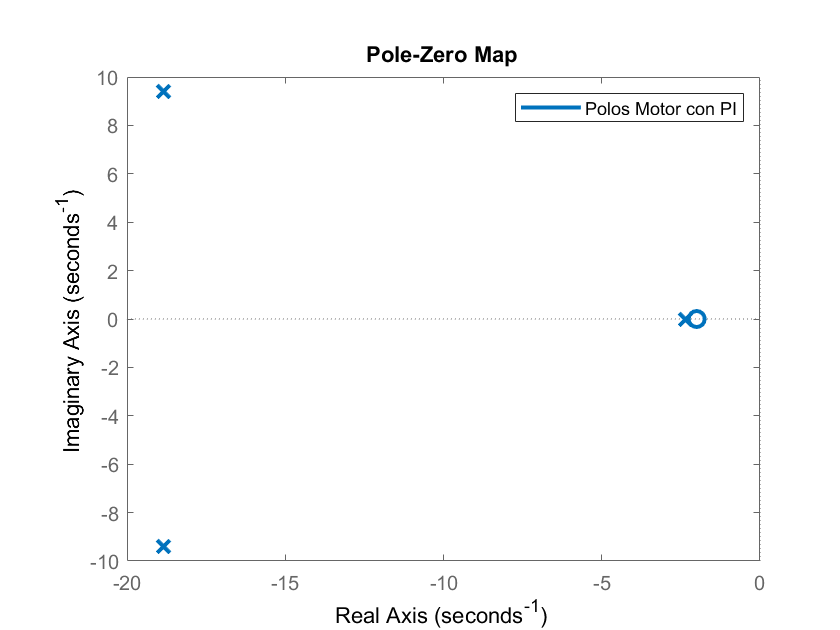 Pole-Zero Map
Polos Motor con PI
10
8
6
4
2
0
-2
-4
-6
-8
-10
Imaginary Axis (seconds⁻¹)
-20 -15 -10 -5 0
Real Axis (seconds⁻¹)